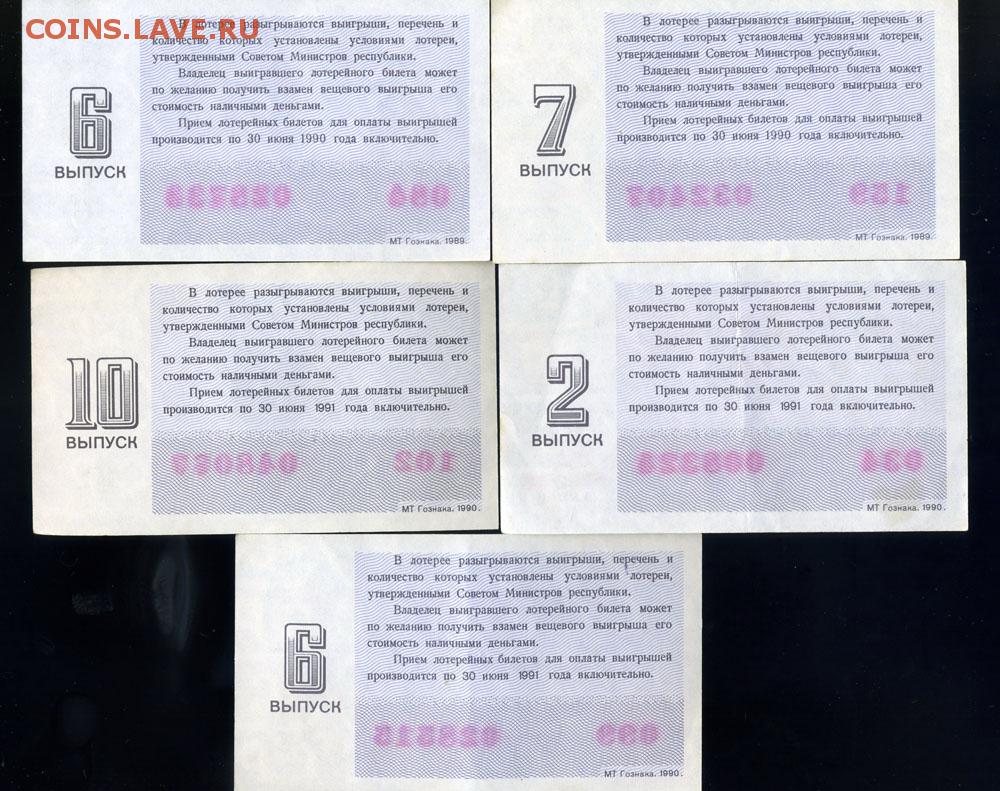 COINS.LAVE.RU
В лотерее разыгрываются выигрыши, перечень и
количество которых установлены условиями лотереи,
утвержденными Советом Министров республики.
Владелец выигравшего лотерейного билета может
по желанию получить взамен вещевого выигрыша его
стоимость наличными деньгами.
Прием лотерейных билетов для оплаты выигрышей
производится по 30 июня 1990 года включительно.
6
ВЫПУСК
МТ Гознака. 1989.
В лотерее разыгрываются выигрыши, перечень и
количество которых установлены условиями лотереи,
утвержденными Советом Министров республики.
Владелец выигравшего лотерейного билета может
по желанию получить взамен вещевого выигрыша его
стоимость наличными деньгами.
Прием лотерейных билетов для оплаты выигрышей
производится по 30 июня 1990 года включительно.
7
ВЫПУСК
МТ Гознака. 1989.
В лотерее разыгрываются выигрыши, перечень и
количество которых установлены условиями лотереи,
утвержденными Советом Министров республики.
Владелец выигравшего лотерейного билета может
по желанию получить взамен вещевого выигрыша его
стоимость наличными деньгами.
Прием лотерейных билетов для оплаты выигрышей
производится по 30 июня 1991 года включительно.
10
ВЫПУСК
МТ Гознака. 1990.
В лотерее разыгрываются выигрыши, перечень и
количество которых установлены условиями лотереи,
утвержденными Советом Министров республики.
Владелец выигравшего лотерейного билета может
по желанию получить взамен вещевого выигрыша его
стоимость наличными деньгами.
Прием лотерейных билетов для оплаты выигрышей
производится по 30 июня 1991 года включительно.
2
ВЫПУСК
МТ Гознака. 1990.
В лотерее разыгрываются выигрыши, перечень и
количество которых установлены условиями лотереи,
утвержденными Советом Министров республики.
Владелец выигравшего лотерейного билета может
по желанию получить взамен вещевого выигрыша его
стоимость наличными деньгами.
Прием лотерейных билетов для оплаты выигрышей
производится по 30 июня 1991 года включительно.
6
ВЫПУСК
МТ Гознака. 1990.